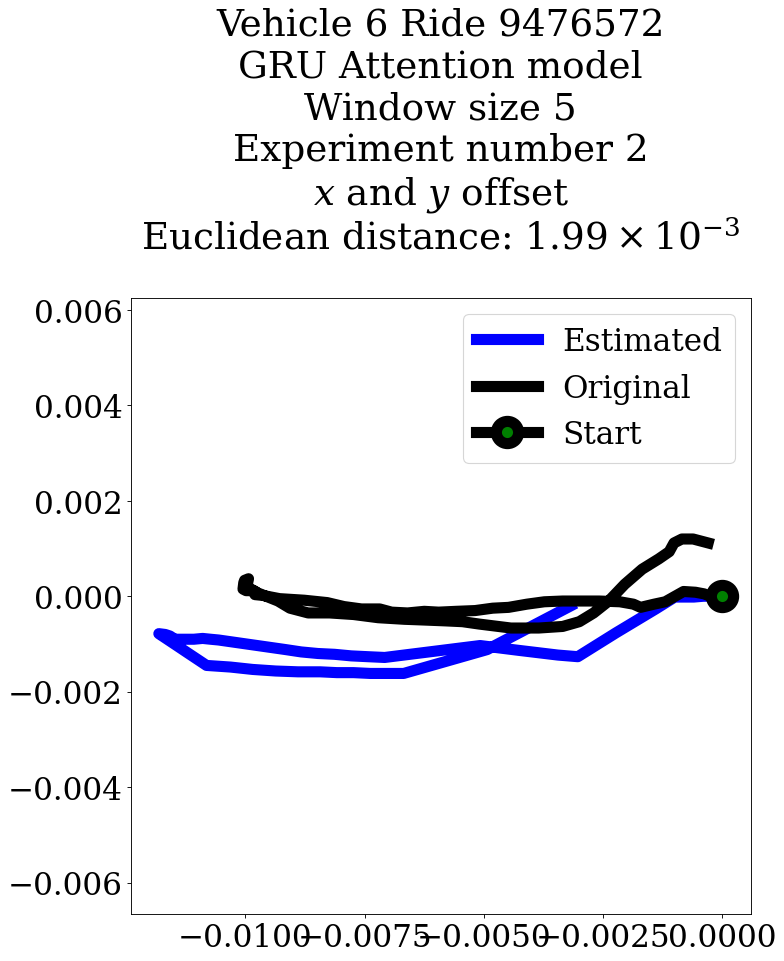 Vehicle 6 Ride 9476572
GRU Attention model
Window size 5
Experiment number 2
x and y offset
Euclidean distance: 1.99 × 10⁻³
0.006
Estimated
0.004
Original
Start
0.002
0.000
−0.002
−0.004
−0.006
−0.0100 −0.0075 −0.0050 −0.0025 0.0000